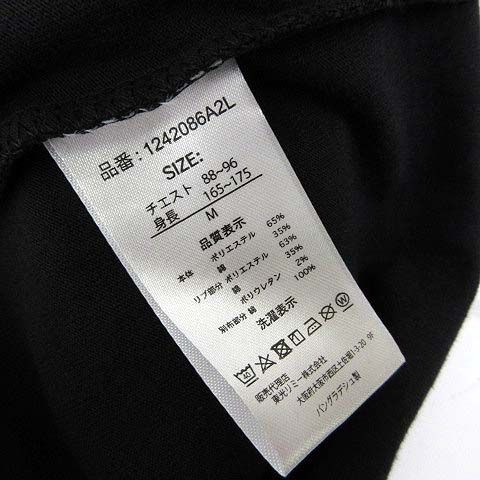 品番：1242086A2L
SIZE:
チエスト 88~96
身長 165~175
M
品質表示
本体 ポリエステル 65%
綿 35%
リブ部分 ポリエステル 63%
綿 35%
ポリウレタン 2%
別布部分 綿 100%
洗濯表示
販売代理店
東光リミー株式会社
大阪府大阪市西区土佐堀1-3-20 9F
バングラデシュ製